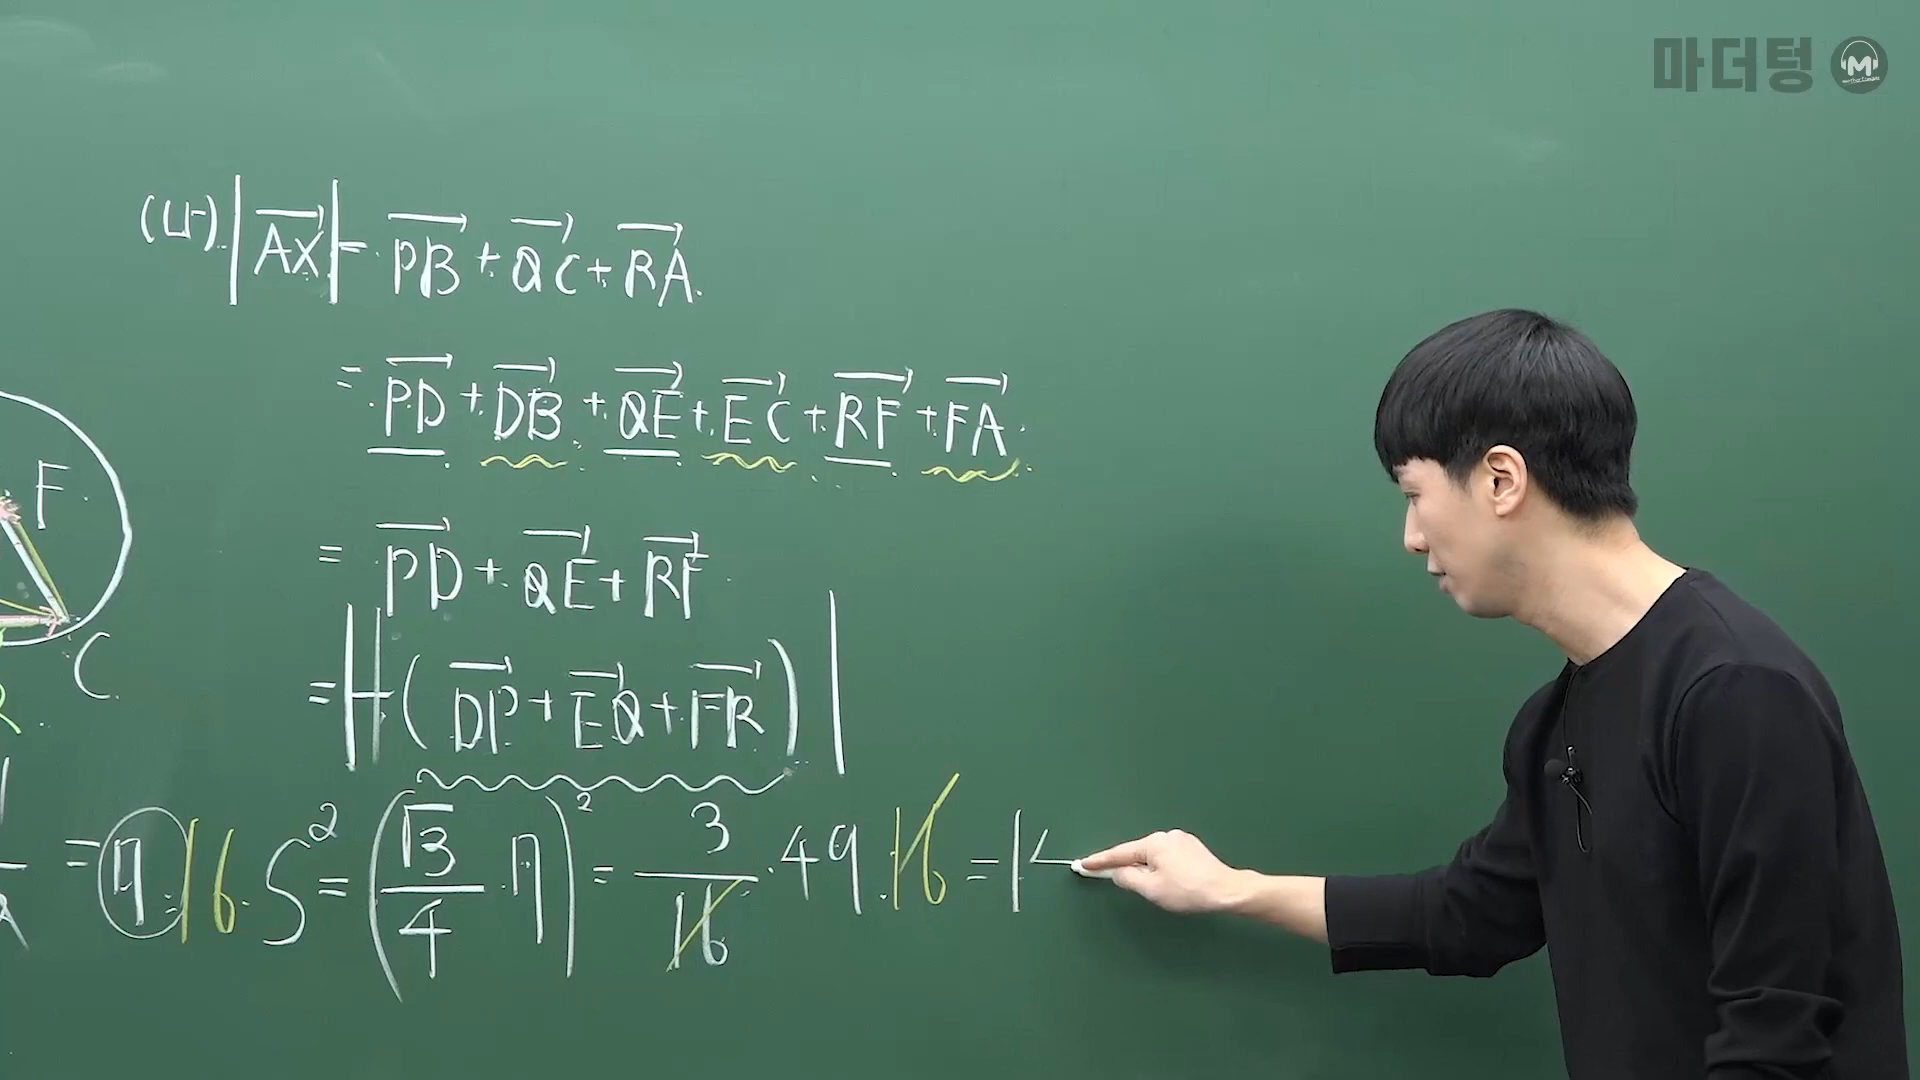 마더텅 M
(나) |AX| = PB + QC + RA
= PD + DB + QE + EC + RF + FA
F
= PD + QE + RF
C
= |-(DP + EQ + FR)|
= 7 16·S² = (√3/4 · 7)² = 3/16 · 49 · 16 = 14